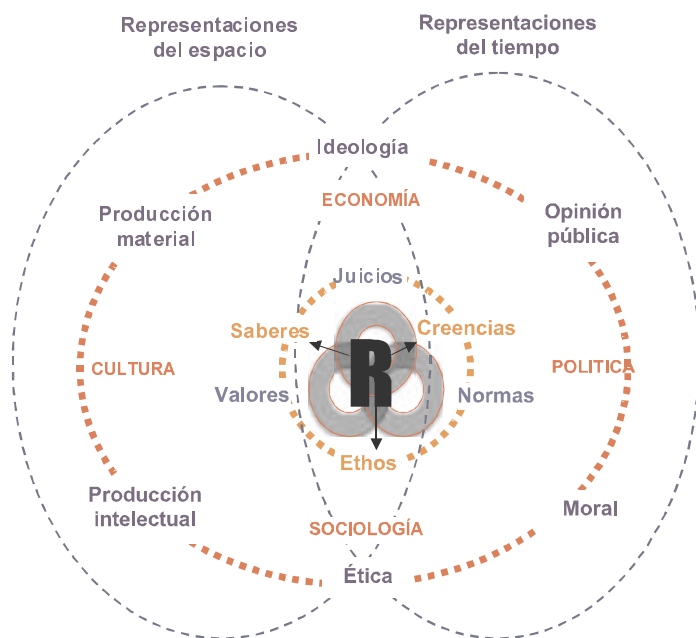 Representaciones
del espacio
Representaciones
del tiempo
Ideología
ECONOMÍA
Producción
material
Opinión
pública
Juicios
Saberes
Creencias
R
CULTURA
POLITICA
Valores
Normas
Ethos
Producción
intelectual
Moral
SOCIOLOGÍA
Ética